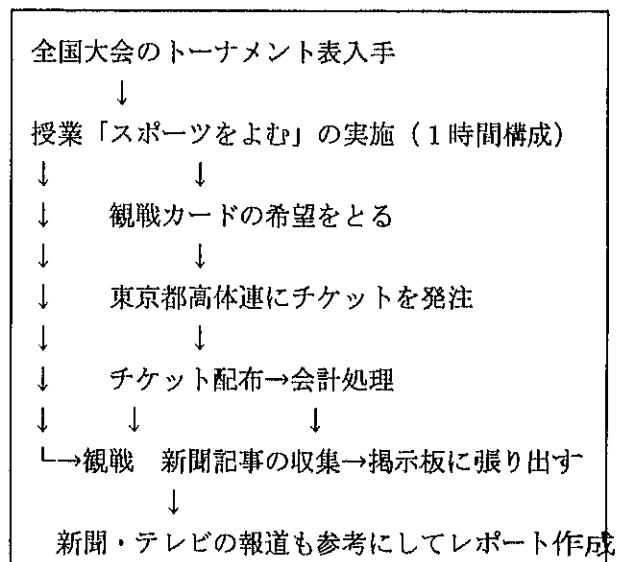 全国大会のトーナメント表入手
↓
授業「スポーツをよむ」の実施（１時間構成）
↓　　　　↓
↓　　観戦カードの希望をとる
↓　　　　↓
↓　　東京都高体連にチケットを発注
↓　　　　↓
↓　　チケット配布→会計処理
↓　　↓　　　　　　↓
└→観戦　新聞記事の収集→掲示板に張り出す
↓
新聞・テレビの報道も参考にしてレポート作成